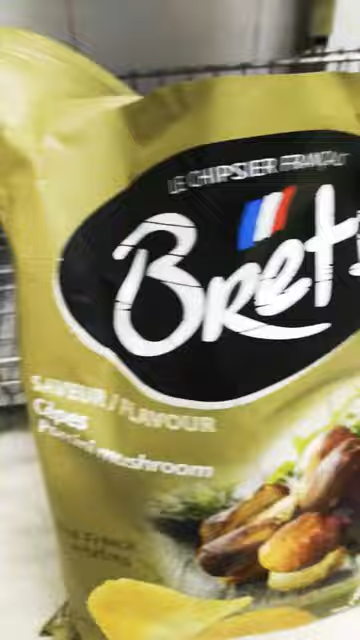 LE CHIPSIER FRANÇAIS
Bret's
SAVEUR / FLAVOUR
Cèpes
Porcini mushroom